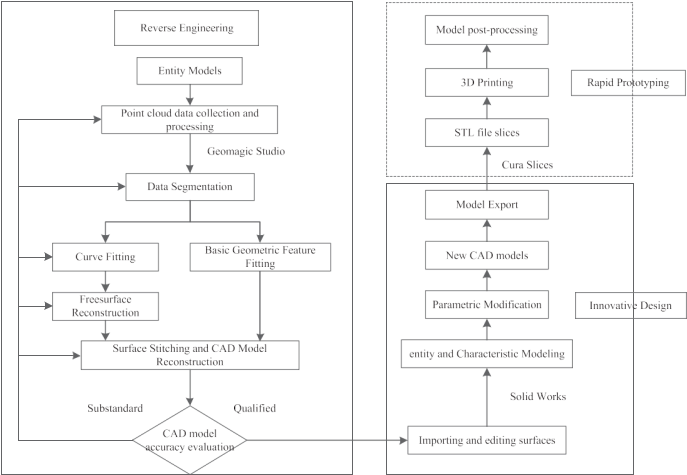 Reverse Engineering
Entity Models
Point cloud data collection and
processing
Geomagic Studio
Data Segmentation
Curve Fitting
Basic Geometric Feature
Fitting
Freesurface
Reconstruction
Surface Stitching and CAD Model
Reconstruction
Substandard
Qualified
CAD model
accuracy evaluation
Model post-processing
3D Printing
Rapid Prototyping
STL file slices
Cura Slices
Model Export
New CAD models
Parametric Modification
Innovative Design
entity and Characteristic Modeling
Solid Works
Importing and editing surfaces